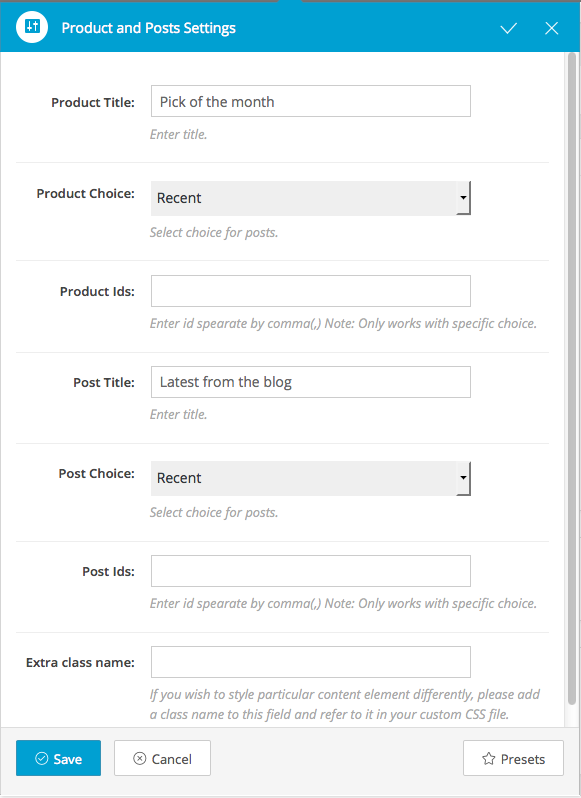 Product and Posts Settings
Product Title:
Pick of the month
Enter title.
Product Choice:
Recent
Select choice for posts.
Product Ids:
Enter id spearate by comma(,) Note: Only works with specific choice.
Post Title:
Latest from the blog
Enter title.
Post Choice:
Recent
Select choice for posts.
Post Ids:
Enter id spearate by comma(,) Note: Only works with specific choice.
Extra class name:
If you wish to style particular content element differently, please add
a class name to this field and refer to it in your custom CSS file.
Save
Cancel
Presets